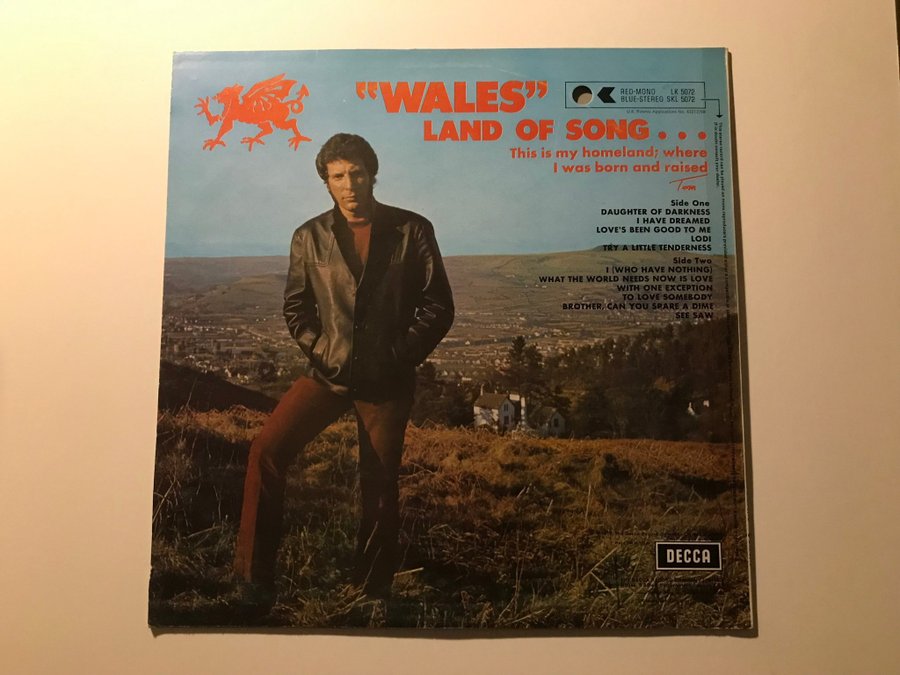 "WALES"
LAND OF SONG...
This is my homeland; where
I was born and raised
Tom
RED-MONO LK 5072
BLUE-STEREO SKL 5072
Side One
DAUGHTER OF DARKNESS
I HAVE DREAMED
LOVE'S BEEN GOOD TO ME
LODI
TRY A LITTLE TENDERNESS
Side Two
I (WHO HAVE NOTHING)
WHAT THE WORLD NEEDS NOW IS LOVE
WITH ONE EXCEPTION
TO LOVE SOMEBODY
BROTHER, CAN YOU SPARE A DIME
SEE SAW
DECCA